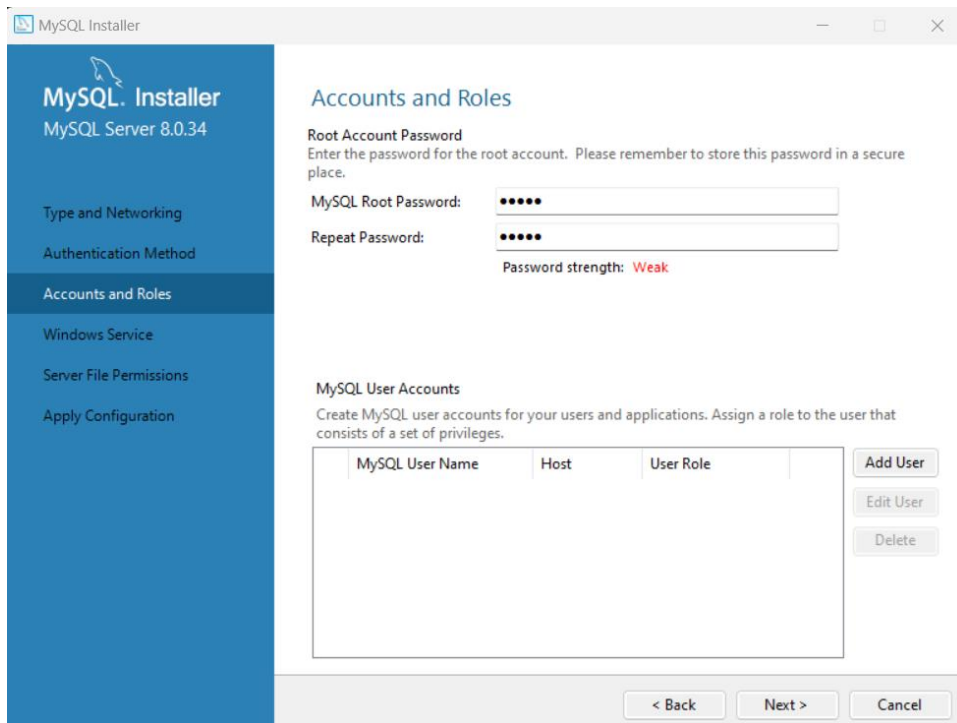 MySQL Installer
MySQL. Installer
MySQL Server 8.0.34
Type and Networking
Authentication Method
Accounts and Roles
Windows Service
Server File Permissions
Apply Configuration
Accounts and Roles
Root Account Password
Enter the password for the root account.  Please remember to store this password in a secure
place.
MySQL Root Password: •••••
Repeat Password: •••••
Password strength: Weak
MySQL User Accounts
Create MySQL user accounts for your users and applications. Assign a role to the user that
consists of a set of privileges.
MySQL User Name Host User Role
Add User
Edit User
Delete
< Back Next > Cancel